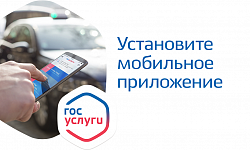 Установите
мобильное
приложение
гос
услуги